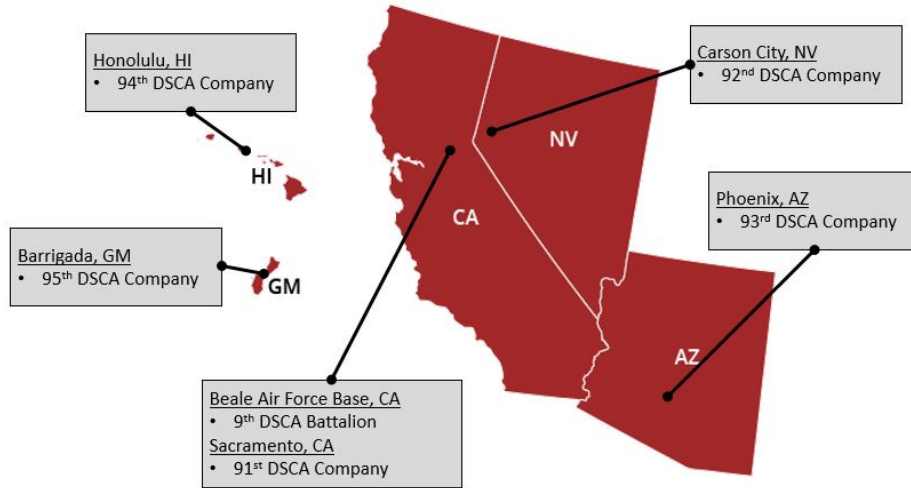 Honolulu, HI
• 94th DSCA Company
Carson City, NV
• 92nd DSCA Company
NV
HI
CA
Phoenix, AZ
• 93rd DSCA Company
Barrigada, GM
• 95th DSCA Company
GM
AZ
Beale Air Force Base, CA
• 9th DSCA Battalion
Sacramento, CA
• 91st DSCA Company